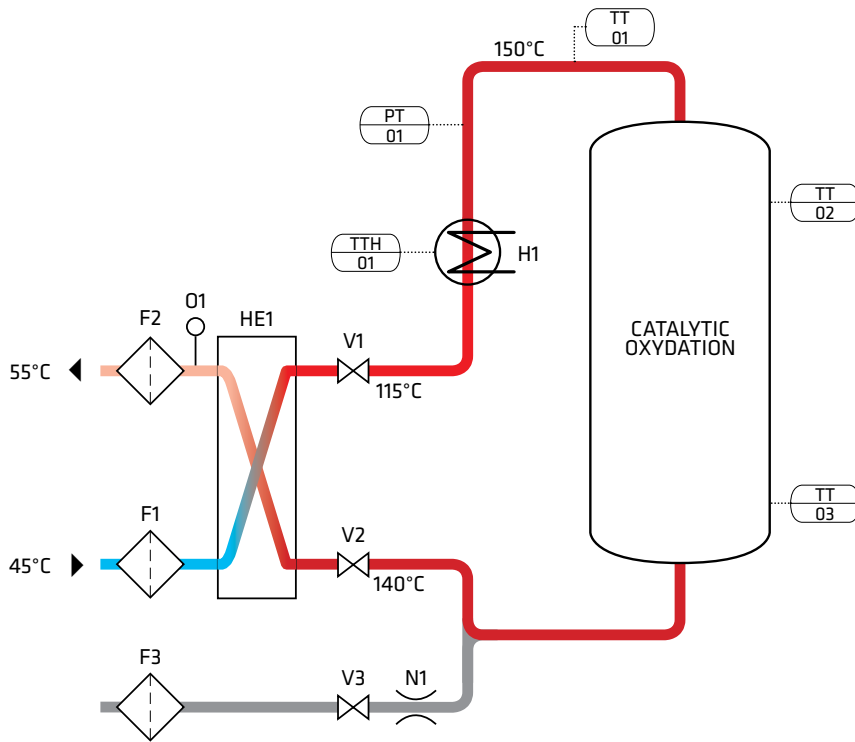 TT
01
150°C
PT
01
TT
02
TTH
01
H1
O1
F2
HE1
V1
CATALYTIC
OXYDATION
55°C
115°C
TT
03
F1
V2
45°C
140°C
F3
V3
N1